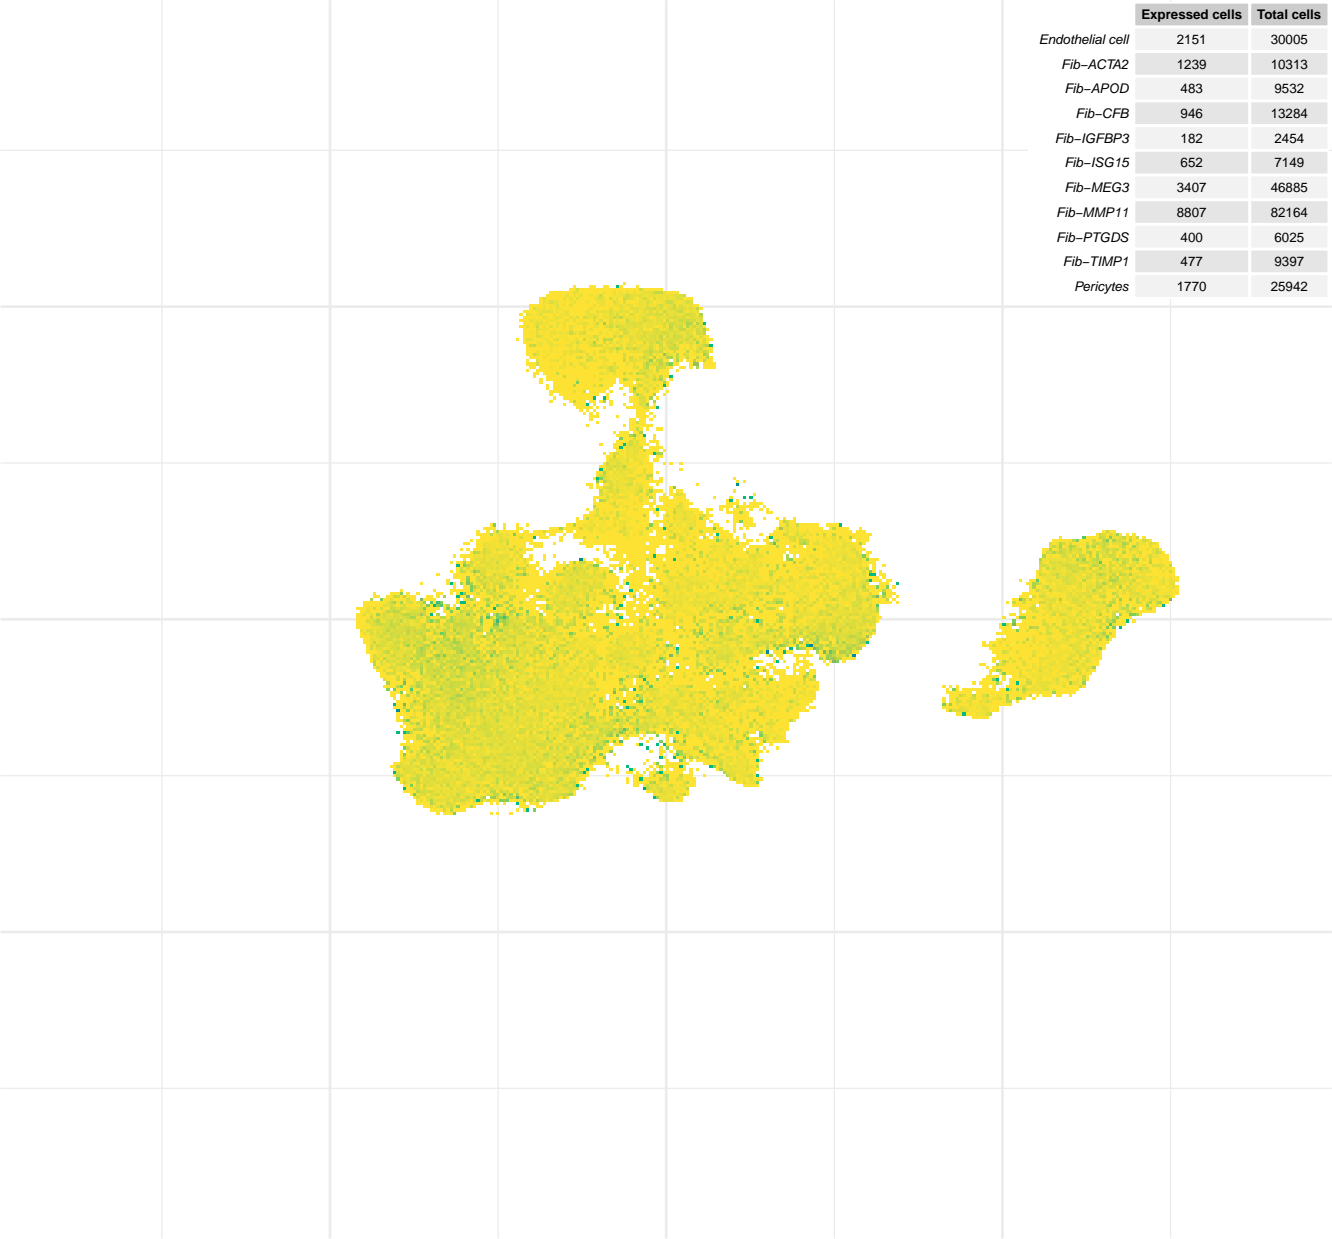 Expressed cells Total cells
Endothelial cell 2151 30005
Fib−ACTA2 1239 10313
Fib−APOD 483 9532
Fib−CFB 946 13284
Fib−IGFBP3 182 2454
Fib−ISG15 652 7149
Fib−MEG3 3407 46885
Fib−MMP11 8807 82164
Fib−PTGDS 400 6025
Fib−TIMP1 477 9397
Pericytes 1770 25942